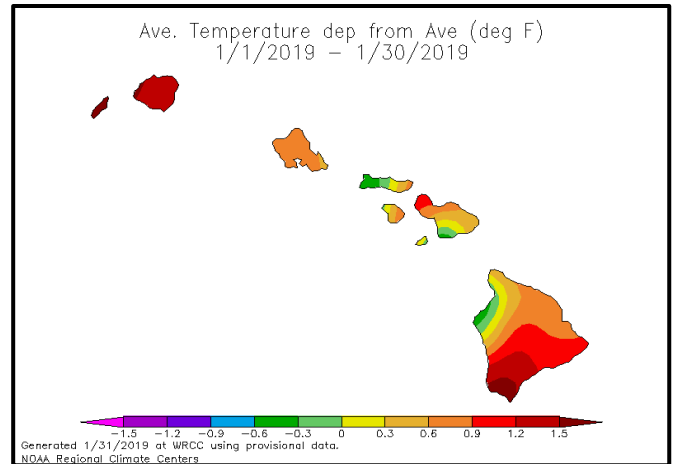 Ave. Temperature dep from Ave (deg F)
1/1/2019 – 1/30/2019
-1.5 -1.2 -0.9 -0.6 -0.3 0 0.3 0.6 0.9 1.2 1.5
Generated 1/31/2019 at WRCC using provisional data.
NOAA Regional Climate Centers